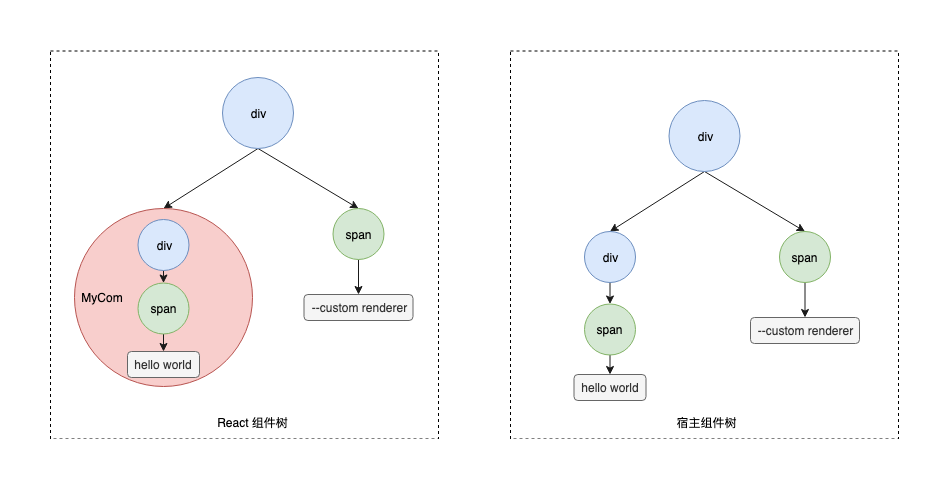 div
div
MyCom
span
hello world
span
--custom renderer
React 组件树
div
div
span
hello world
span
--custom renderer
宿主组件树